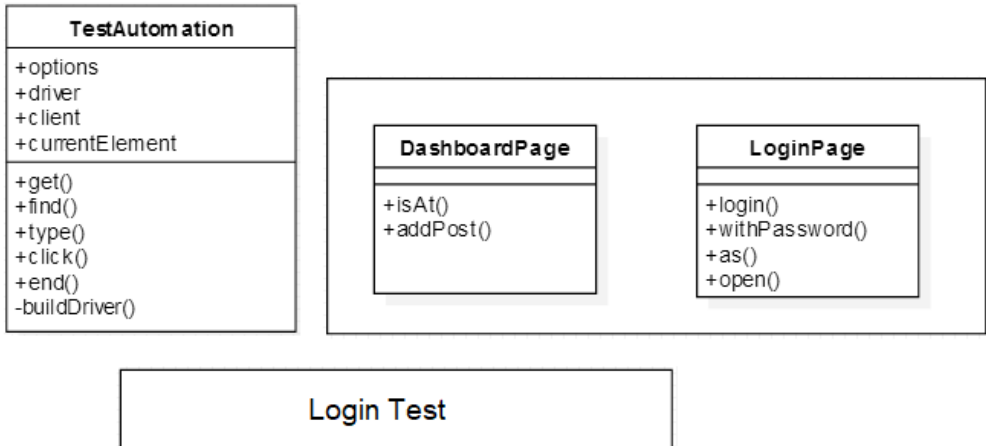 TestAutomation
+options
+driver
+client
+currentElement
+get()
+find()
+type()
+click()
+end()
-buildDriver()
DashboardPage
+isAt()
+addPost()
LoginPage
+login()
+withPassword()
+as()
+open()
Login Test